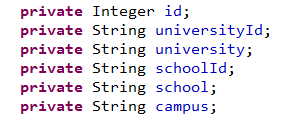 private Integer id;
private String universityId;
private String university;
private String schoolId;
private String school;
private String campus;